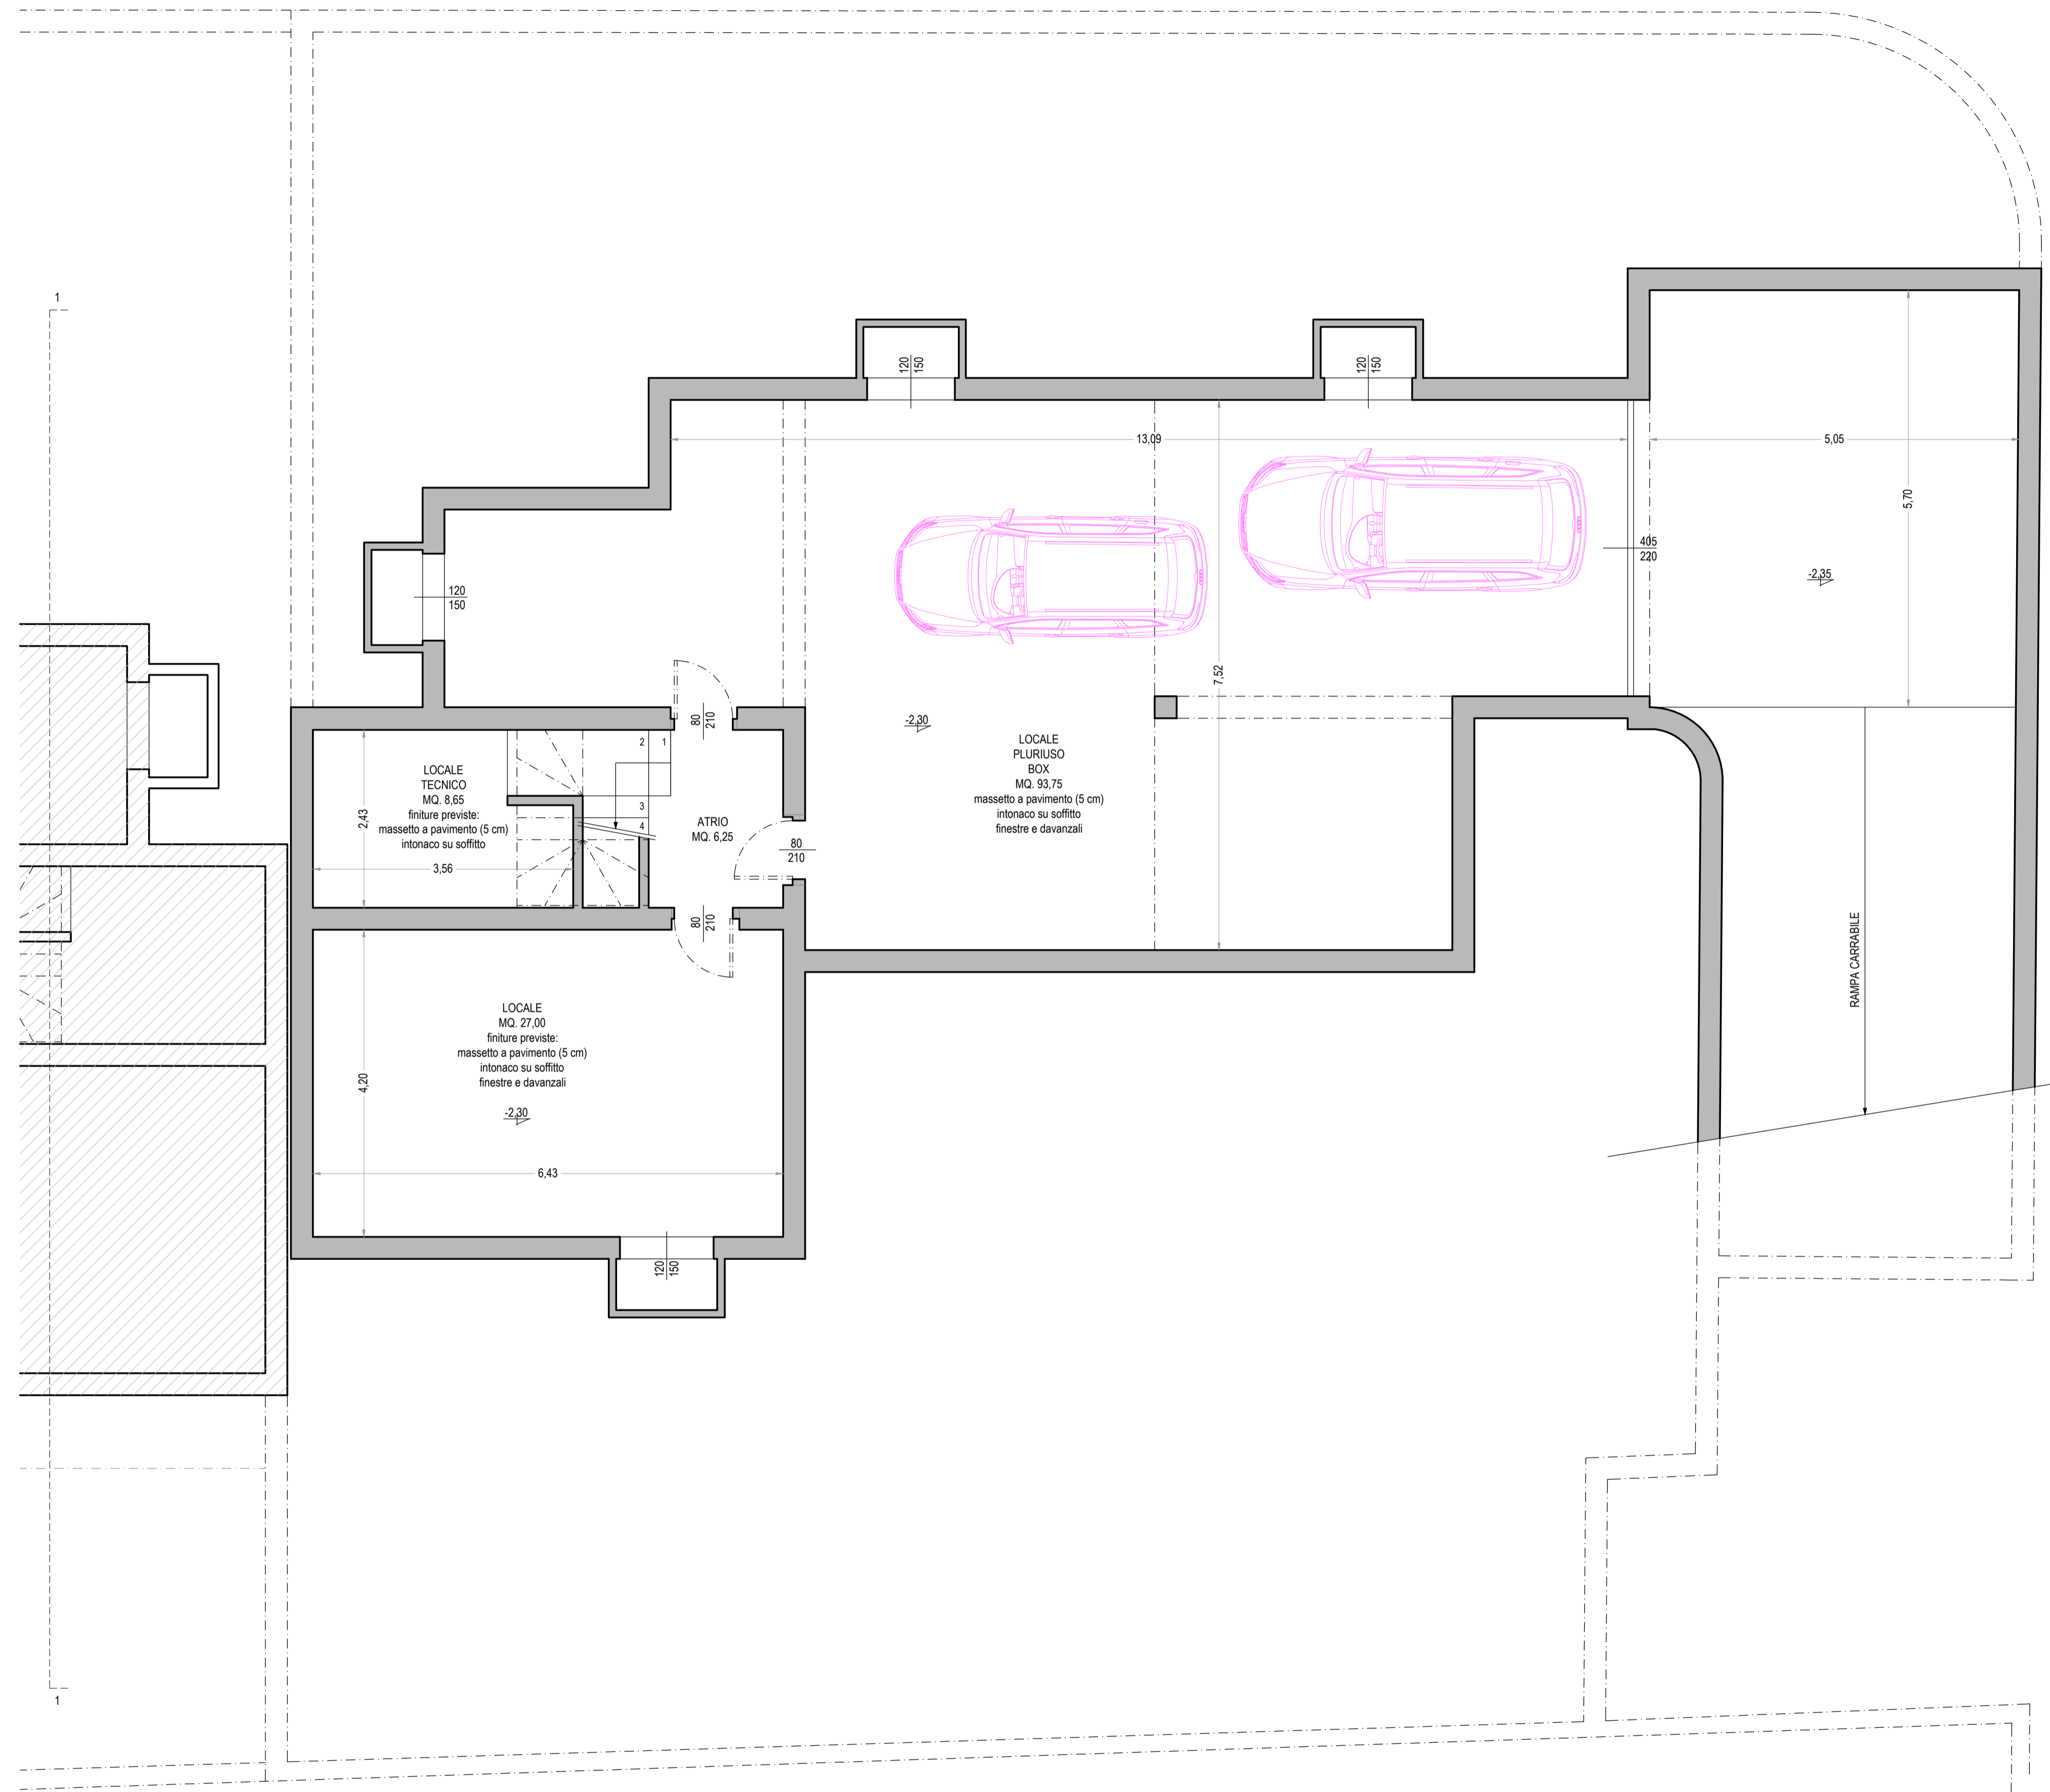 1
120
150
120
150
13,09
5,05
5,70
405
220
-2,35
120
150
7,52
80
210
-2,30
2
1
3
4
LOCALE
TECNICO
MQ. 8,65
finiture previste:
massetto a pavimento (5 cm)
intonaco su soffitto
2,43
3,56
ATRIO
MQ. 6,25
LOCALE
PLURIUSO
BOX
MQ. 93,75
massetto a pavimento (5 cm)
intonaco su soffitto
finestre e davanzali
80
210
80
210
RAMPA CARRABILE
LOCALE
MQ. 27,00
finiture previste:
massetto a pavimento (5 cm)
intonaco su soffitto
finestre e davanzali
4,20
-2,30
6,43
120
150
1